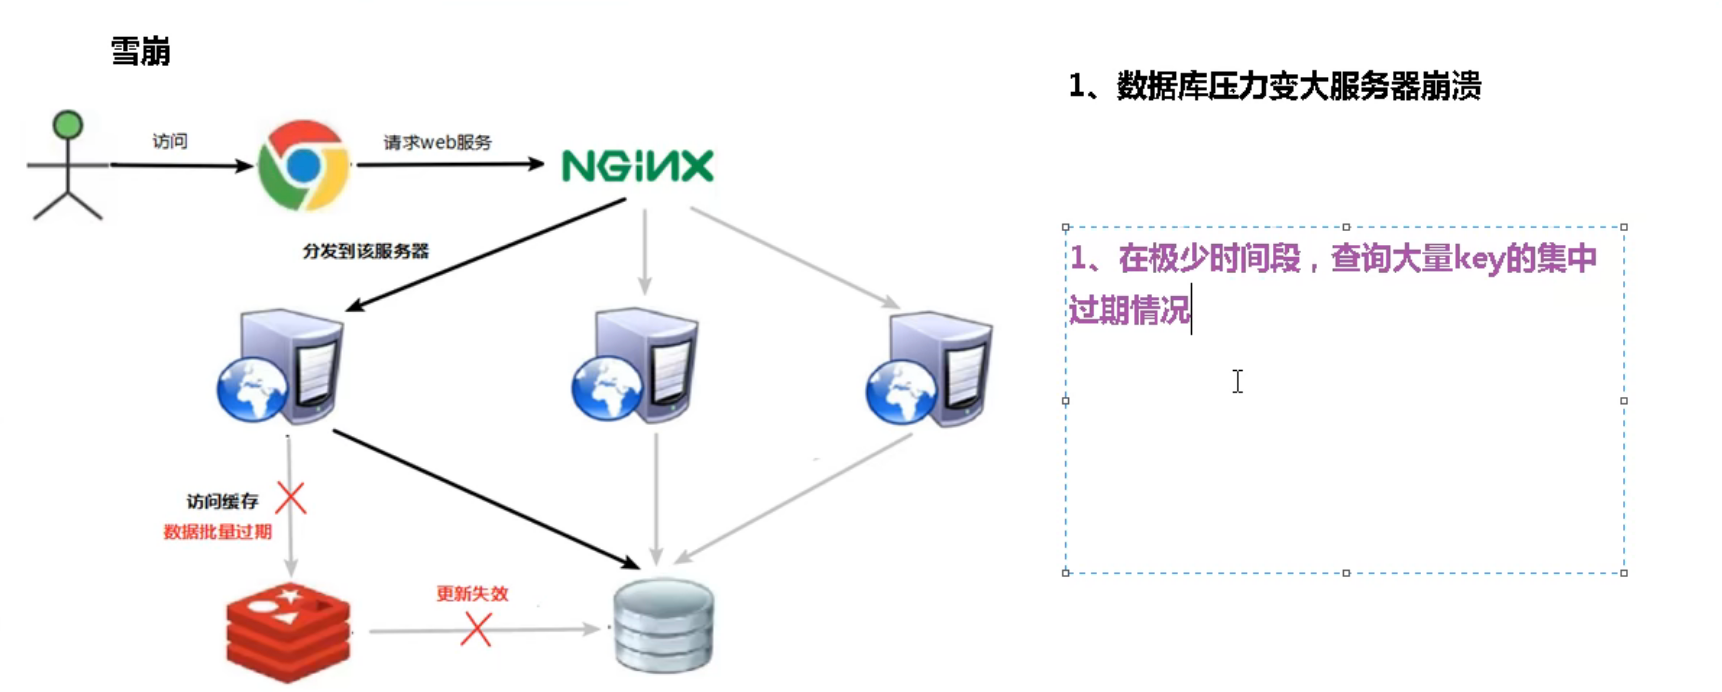 雪崩
1、数据库压力变大服务器崩溃
访问
请求web服务
NGiNX
分发到该服务器
1、在极少时间段，查询大量key的集中
过期情况
访问缓存
数据批量过期
更新失效